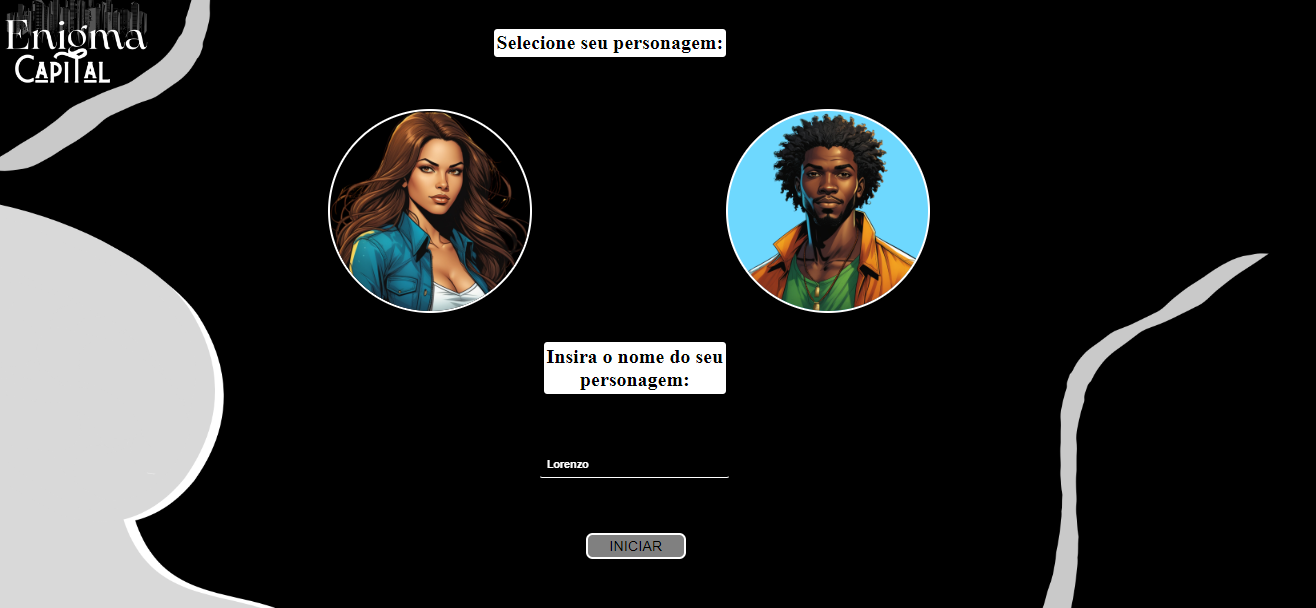 Enigma
CAPITAL
Selecione seu personagem:
Insira o nome do seu
personagem:
Lorenzo
INICIAR